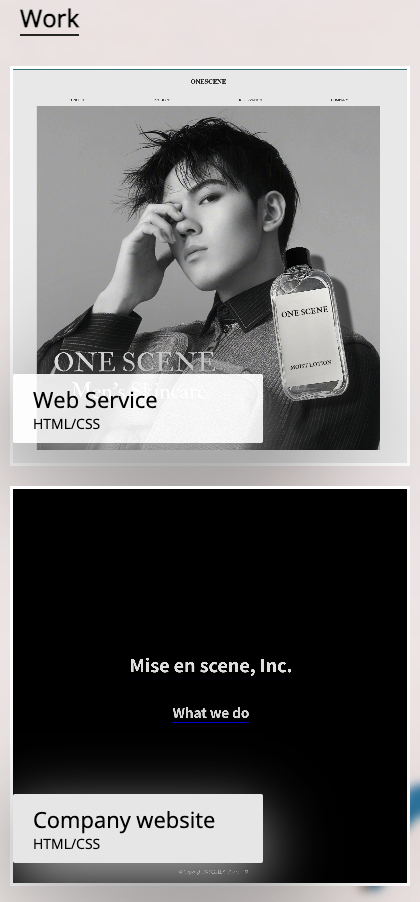 Work
ONESCENE
COMPANY
ONE SCENE
MOIST LOTION
ONE SCENE
Men's Skincare
Web Service
HTML/CSS
Mise en scene, Inc.
What we do
Company website
HTML/CSS